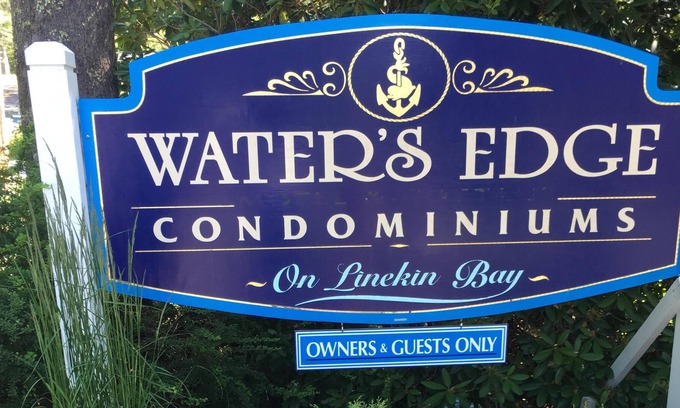 WATER'S EDGE
CONDOMINIUMS
~On Linekin Bay~
OWNERS & GUESTS ONLY